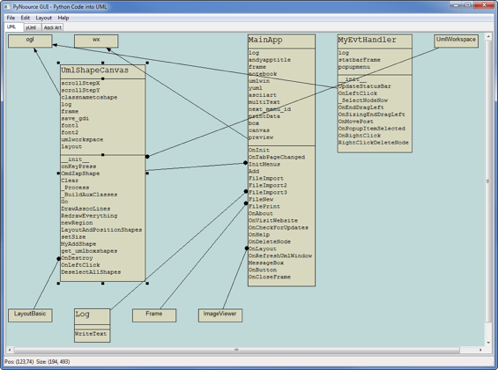 PyNsource GUI - Python Code into UML
File Edit Layout Help
UML yUml Ascii Art
ogl
wx
MainApp
log
andyapptitle
frame
notebook
umlwin
yuml
asciiart
multiText
next_menu_id
printData
box
canvas
preview
OnInit
OnTabPageChanged
InitMenus
Add
FileImport
FileImport2
FileImport3
FileNew
FilePrint
OnAbout
OnVisitWebsite
OnCheckForUpdates
OnHelp
OnDeleteNode
OnLayout
OnRefreshUmlWindow
MessageBox
OnButton
OnCloseFrame
MyEvtHandler
log
statbarFrame
popupmenu
__init__
UpdateStatusBar
OnLeftClick
_SelectNodeNow
OnEndDragLeft
OnSizingEndDragLeft
OnMovePost
OnPopupItemSelected
OnRightClick
RightClickDeleteNode
UmlWorkspace
UmlShapeCanvas
scrollStepX
scrollStepY
classnametoshape
log
frame
save_gdi
font1
font2
umlworkspace
layout
__init__
onKeyPress
CmdZapShape
Clear
_Process
_BuildAuxClasses
Go
DrawAssocLines
RedrawEverything
newRegion
LayoutAndPositionShapes
setSize
MyAddShape
get_umlboxshapes
OnDestroy
OnLeftClick
DeselectAllShapes
LayoutBasic
Log
WriteText
Frame
ImageViewer
Pos: (123,74) Size: (194, 493)